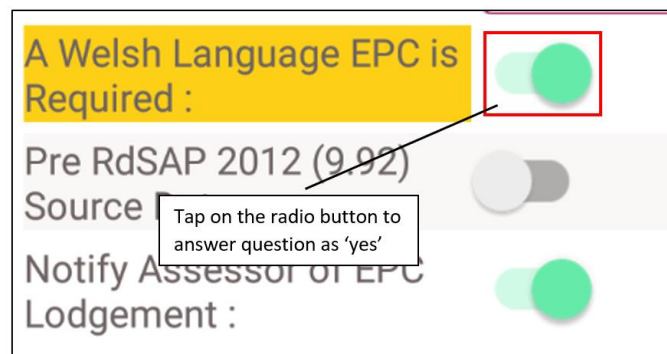 A Welsh Language EPC is
Required :
Pre RdSAP 2012 (9.92)
Source
Tap on the radio button to
answer question as ‘yes’
Notify Assessor of EPC
Lodgement :